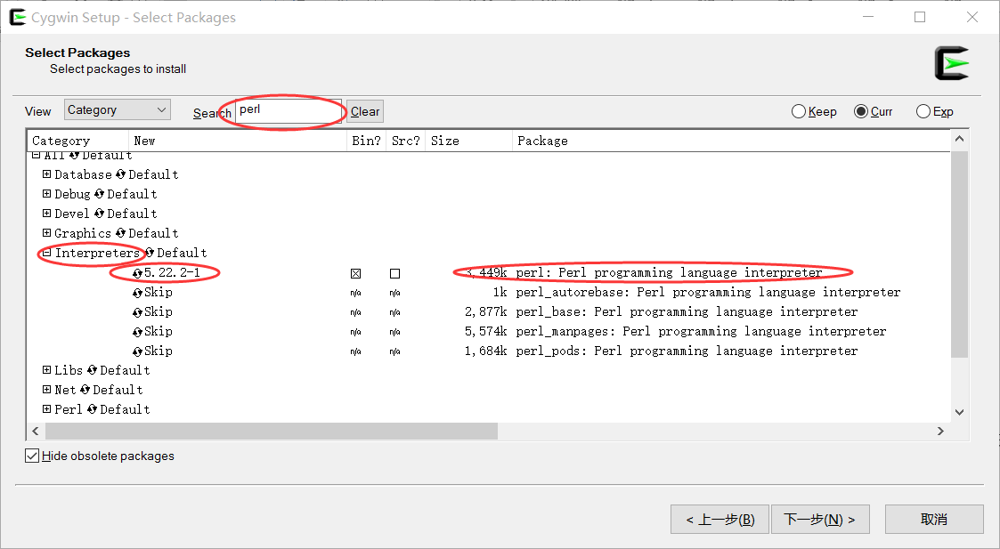 Cygwin Setup - Select Packages
Select Packages
Select packages to install
View Category Search perl Clear Keep Curr Exp
Category New Bin? Src? Size Package
All Default
Database Default
Debug Default
Devel Default
Graphics Default
Interpreters Default
5.22.2-1 3,449k perl: Perl programming language interpreter
Skip n/a n/a 1k perl_autorebase: Perl programming language interpreter
Skip n/a n/a 2,877k perl_base: Perl programming language interpreter
Skip n/a n/a 5,574k perl_manpages: Perl programming language interpreter
Skip n/a n/a 1,684k perl_pods: Perl programming language interpreter
Libs Default
Net Default
Perl Default
Hide obsolete packages
< 上一步(B) 下一步(N) > 取消